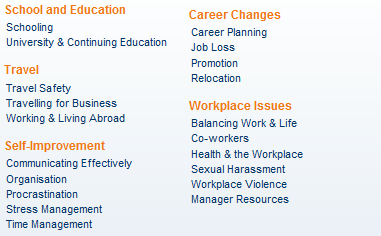 School and Education
Schooling
University & Continuing Education
Travel
Travel Safety
Travelling for Business
Working & Living Abroad
Self-Improvement
Communicating Effectively
Organisation
Procrastination
Stress Management
Time Management
Career Changes
Career Planning
Job Loss
Promotion
Relocation
Workplace Issues
Balancing Work & Life
Co-workers
Health & the Workplace
Sexual Harassment
Workplace Violence
Manager Resources